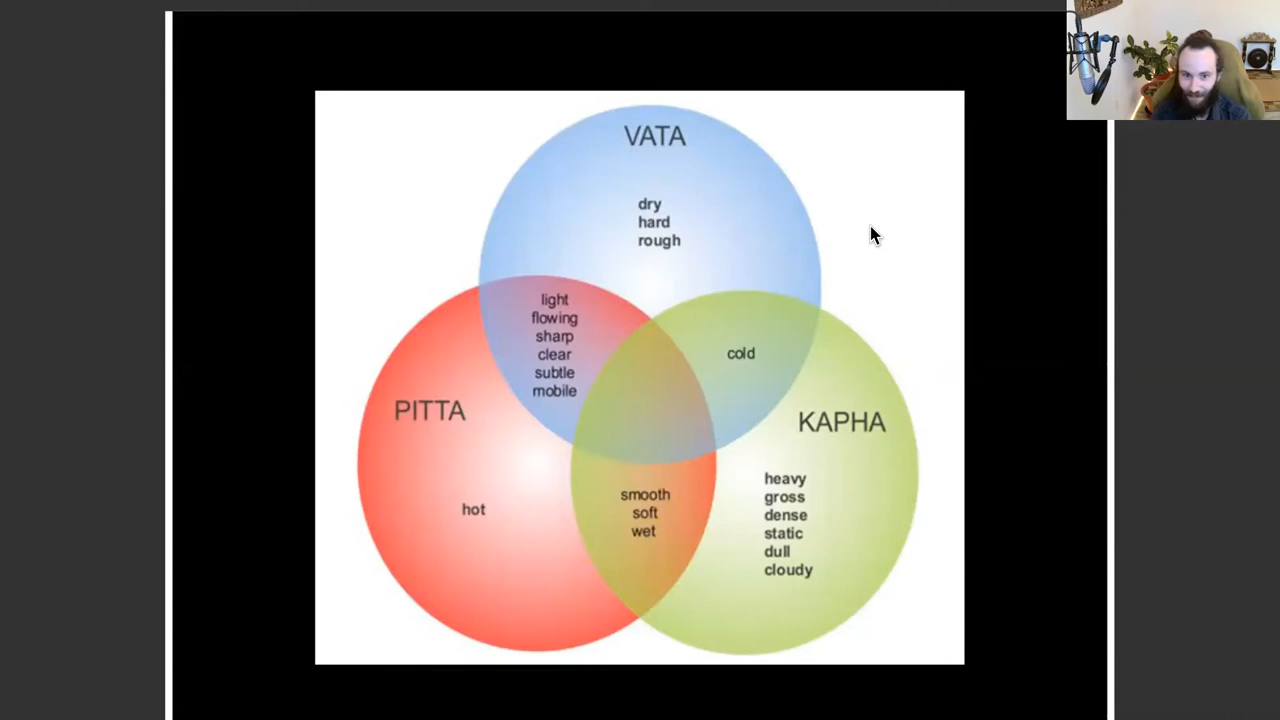 VATA
dry
hard
rough
light
flowing
sharp
clear
subtle
mobile
cold
PITTA
KAPHA
hot
smooth
soft
wet
heavy
gross
dense
static
dull
cloudy